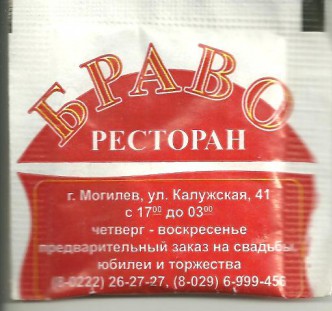 БРАВО
РЕСТОРАН
г. Могилев, ул. Калужская, 41
с 17⁰⁰ до 03⁰⁰
четверг - воскресенье
предварительный заказ на свадьбы,
юбилеи и торжества
(8-0222) 26-27-27, (8-029) 6-999-456